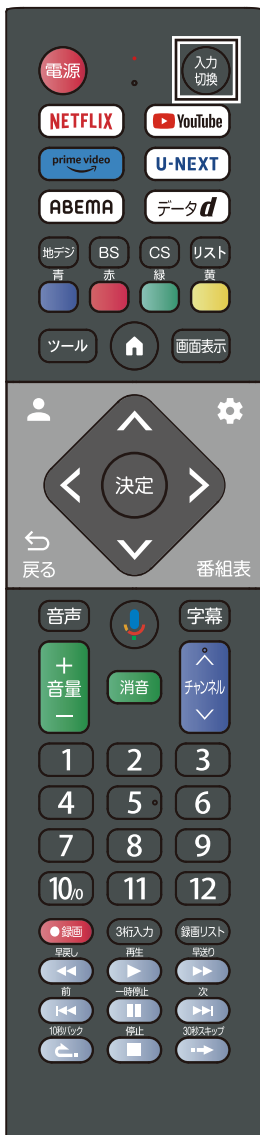 電源
入力
切換
NETFLIX
YouTube
prime video
U-NEXT
ABEMA
データd
地デジ
BS
CS
リスト
青
赤
緑
黄
ツール
画面表示
決定
戻る
番組表
音声
字幕
+
音量
−
消音
チャンネル
1
2
3
4
5
6
7
8
9
10/0
11
12
●録画
3桁入力
録画リスト
早戻し
再生
早送り
前
一時停止
次
10秒バック
停止
30秒スキップ